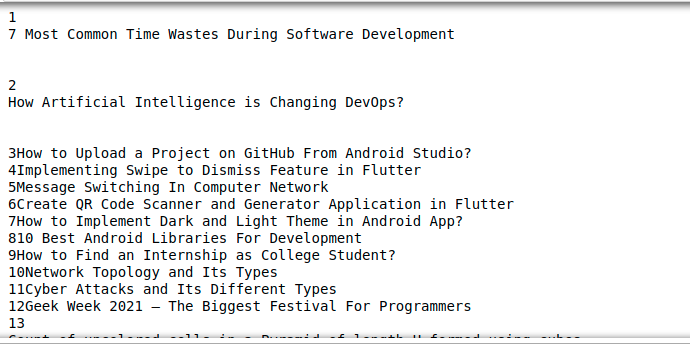 1
7 Most Common Time Wastes During Software Development
2
How Artificial Intelligence is Changing DevOps?
3How to Upload a Project on GitHub From Android Studio?
4Implementing Swipe to Dismiss Feature in Flutter
5Message Switching In Computer Network
6Create QR Code Scanner and Generator Application in Flutter
7How to Implement Dark and Light Theme in Android App?
810 Best Android Libraries For Development
9How to Find an Internship as College Student?
10Network Topology and Its Types
11Cyber Attacks and Its Different Types
12Geek Week 2021 – The Biggest Festival For Programmers
13